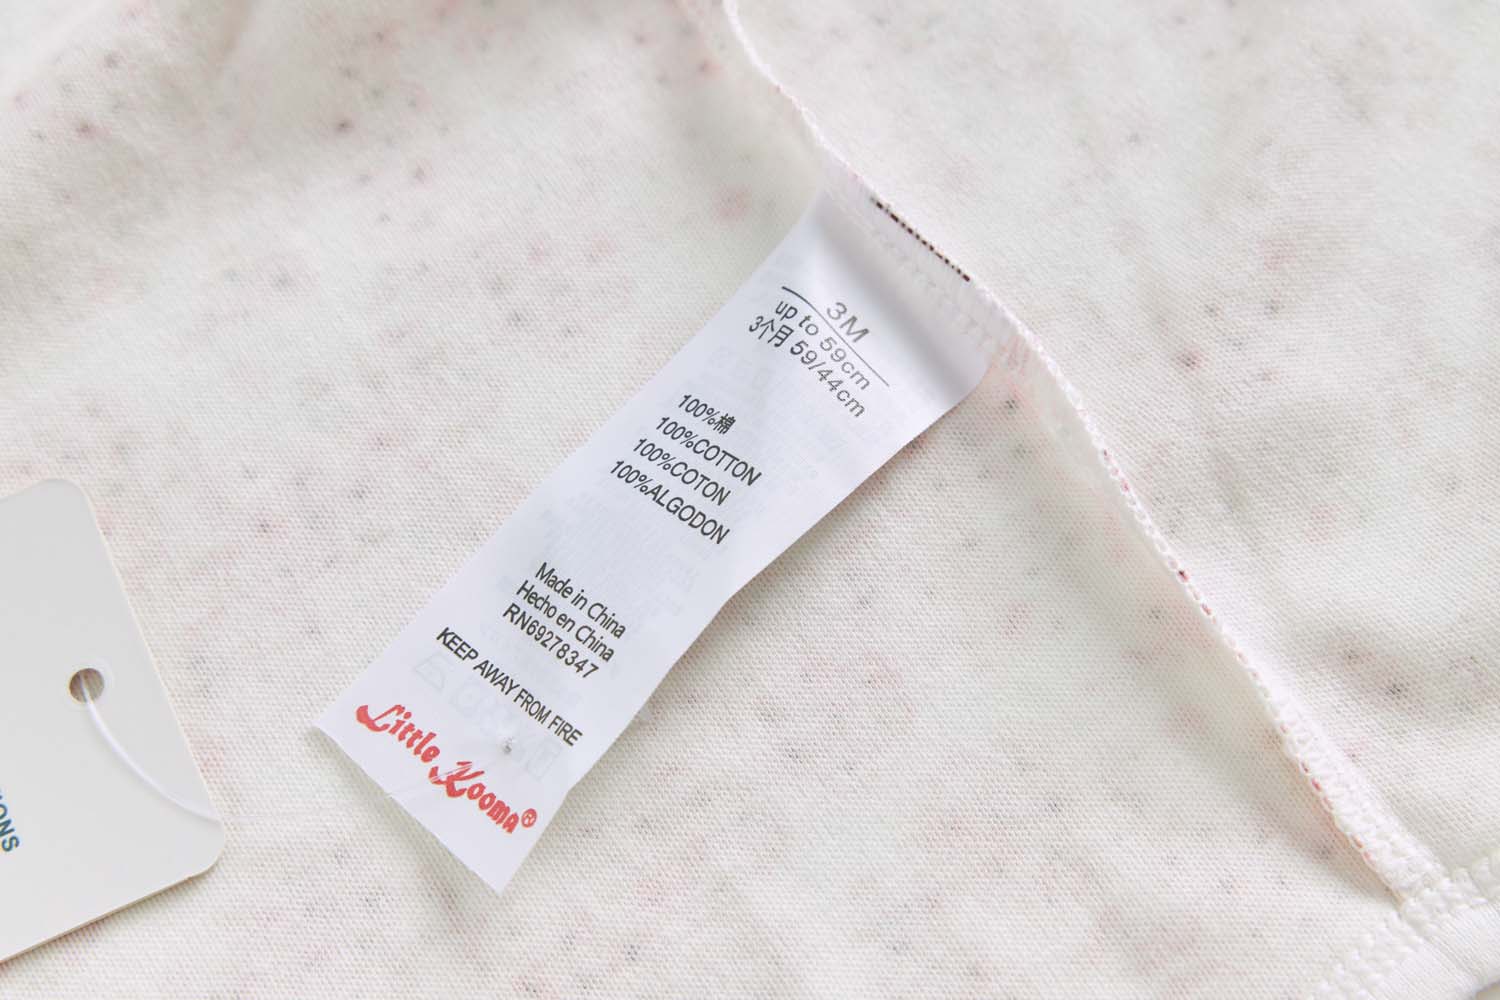 3M
up to 59cm
3个月 59/44cm
100%棉
100%COTTON
100%COTON
100%ALGODON
Made in China
Hecho en China
RN69278347
KEEP AWAY FROM FIRE
Little Kooma®